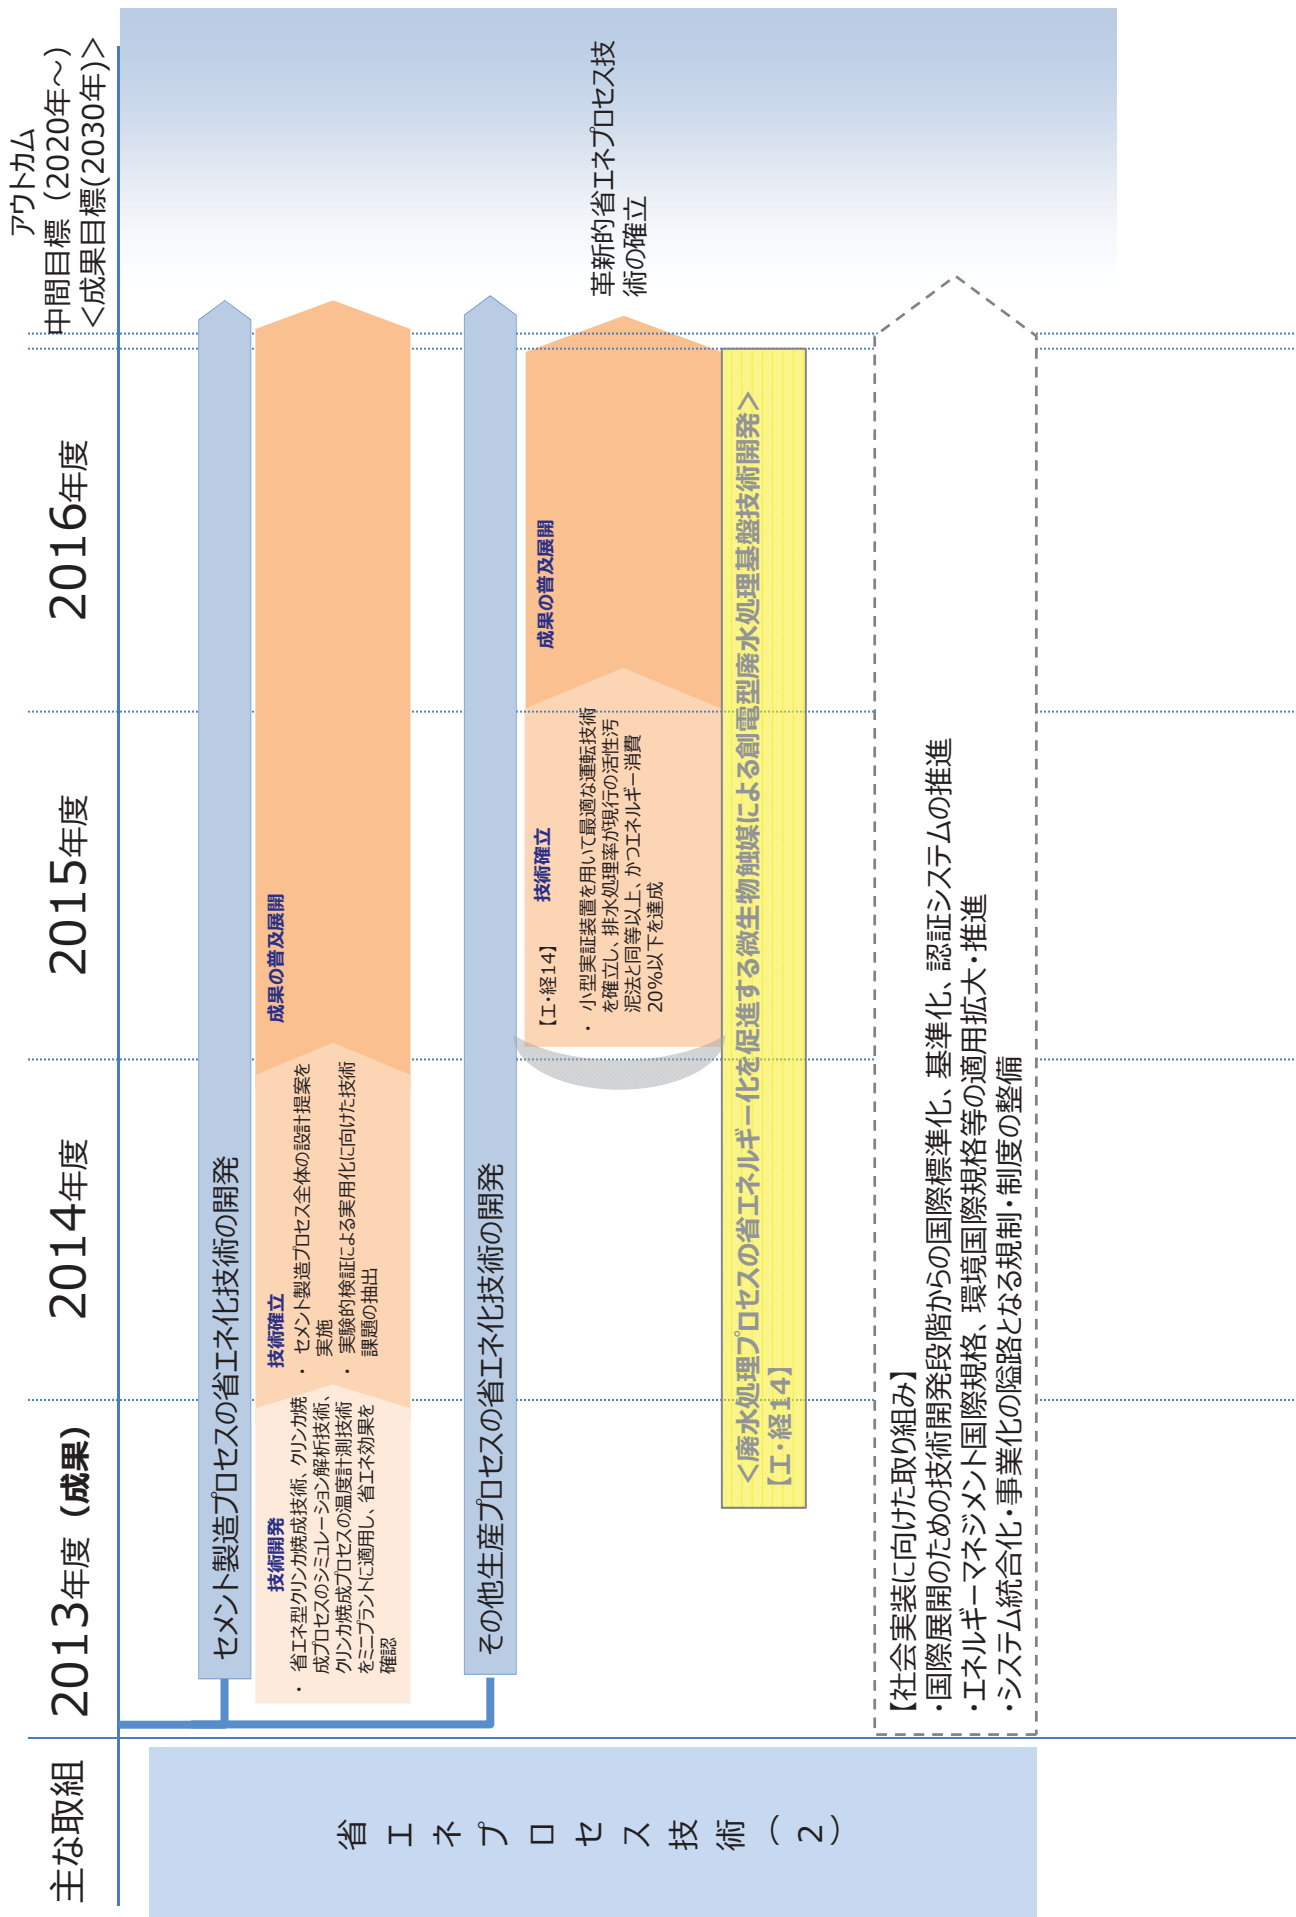 主な取組
2013年度（成果）
2014年度
2015年度
2016年度
アウトカム
中間目標（2020年～）
＜成果目標(2030年)＞
省エネプロセス技術（２）
セメント製造プロセスの省エネ化技術の開発
技術開発
・ 省エネ型クリンカ焼成技術、クリンカ焼
成プロセスのシミュレーション解析技術、
クリンカ焼成プロセスの温度計測技術
をミニプラントに適用し、省エネ効果を
確認
技術確立
・ セメント製造プロセス全体の設計提案を
実施
・ 実験的検証による実用化に向けた技術
課題の抽出
成果の普及展開
その他生産プロセスの省エネ化技術の開発
【工・経14】
技術確立
・ 小型実証装置を用いて最適な運転技術
を確立し、排水処理率が現行の活性汚
泥法と同等以上、かつエネルギー消費
20％以下を達成
成果の普及展開
革新的省エネプロセス技
術の確立
＜廃水処理プロセスの省エネルギー化を促進する微生物触媒による創電型廃水処理基盤技術開発＞
【工・経14】
【社会実装に向けた取り組み】
・国際展開のための技術開発段階からの国際標準化、基準化、認証システムの推進
・エネルギーマネジメント国際規格、環境国際規格等の適用拡大・推進
・システム統合化・事業化の隘路となる規制・制度の整備